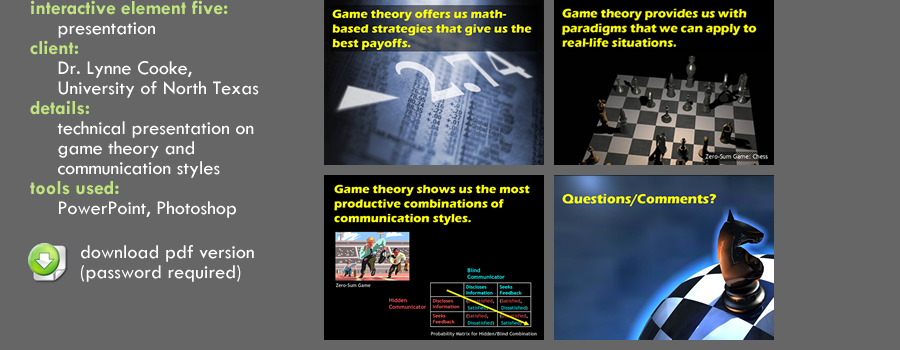 interactive element five:
presentation
client:
Dr. Lynne Cooke,
University of North Texas
details:
technical presentation on
game theory and
communication styles
tools used:
PowerPoint, Photoshop
download pdf version
(password required)
Game theory offers us math-
based strategies that give us the
best payoffs.
2.74
Game theory provides us with
paradigms that we can apply to
real-life situations.
Zero-Sum Game: Chess
Game theory shows us the most
productive combinations of
communication styles.
Zero-Sum Game
Blind
Communicator
Discloses
Information
Seeks
Feedback
Hidden
Communicator
Discloses
Information
(Satisfied,
Satisfied)
(Satisfied,
Dissatisfied)
Seeks
Feedback
(Satisfied,
Dissatisfied)
(Dissatisfied,
Satisfied)
Probability Matrix for Hidden/Blind Combination
Questions/Comments?